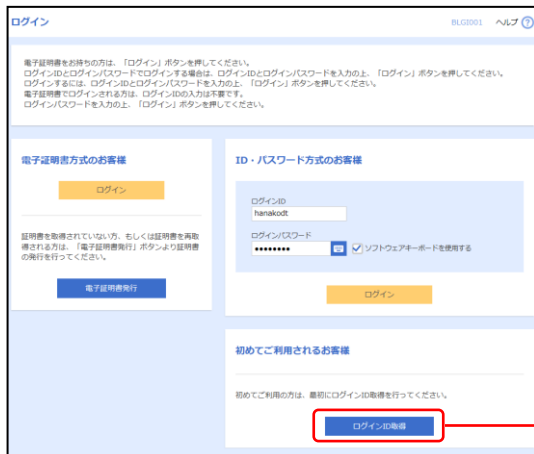 ログイン
BLGI001 ヘルプ ?
電子証明書をお持ちの方は、「ログイン」ボタンを押してください。
ログインIDとログインパスワードでログインする場合は、ログインIDとログインパスワードを入力の上、「ログイン」ボタンを押してください。
ログインするには、ログインIDとログインパスワードを入力の上、「ログイン」ボタンを押してください。
電子証明書でログインされる方は、ログインIDの入力は不要です。
ログインパスワードを入力の上、「ログイン」ボタンを押してください。
電子証明書方式のお客様
ログイン
証明書を取得されていない方、もしくは証明書を再取
得される方は、「電子証明書発行」ボタンより証明書
の発行を行ってください。
電子証明書発行
ID・パスワード方式のお客様
ログインID
hanakodt
ログインパスワード
●●●●●●●●
ソフトウェアキーボードを使用する
ログイン
初めてご利用されるお客様
初めてご利用の方は、最初にログインID取得を行ってください。
ログインID取得